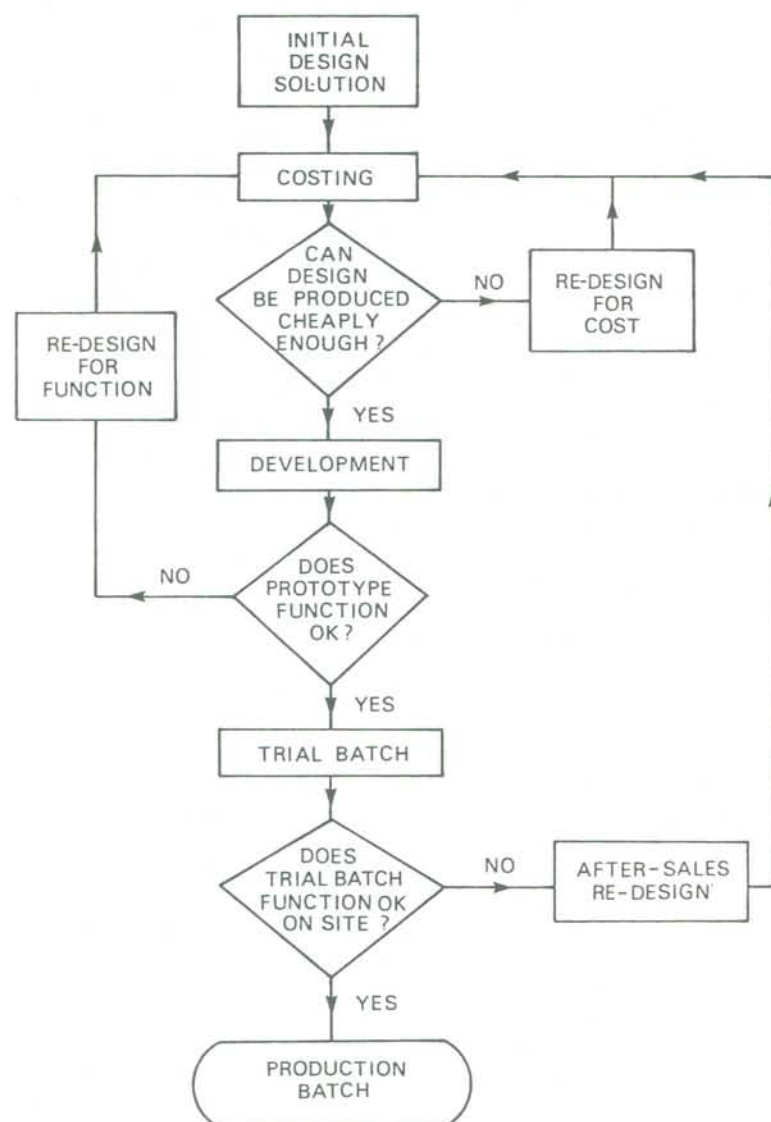 INITIAL
DESIGN
SOLUTION
COSTING
CAN
DESIGN
BE PRODUCED
CHEAPLY
ENOUGH?
NO
RE-DESIGN
FOR
COST
RE-DESIGN
FOR
FUNCTION
YES
DEVELOPMENT
DOES
PROTOTYPE
FUNCTION
OK?
NO
YES
TRIAL BATCH
DOES
TRIAL BATCH
FUNCTION OK
ON SITE?
NO
AFTER-SALES
RE-DESIGN
YES
PRODUCTION
BATCH